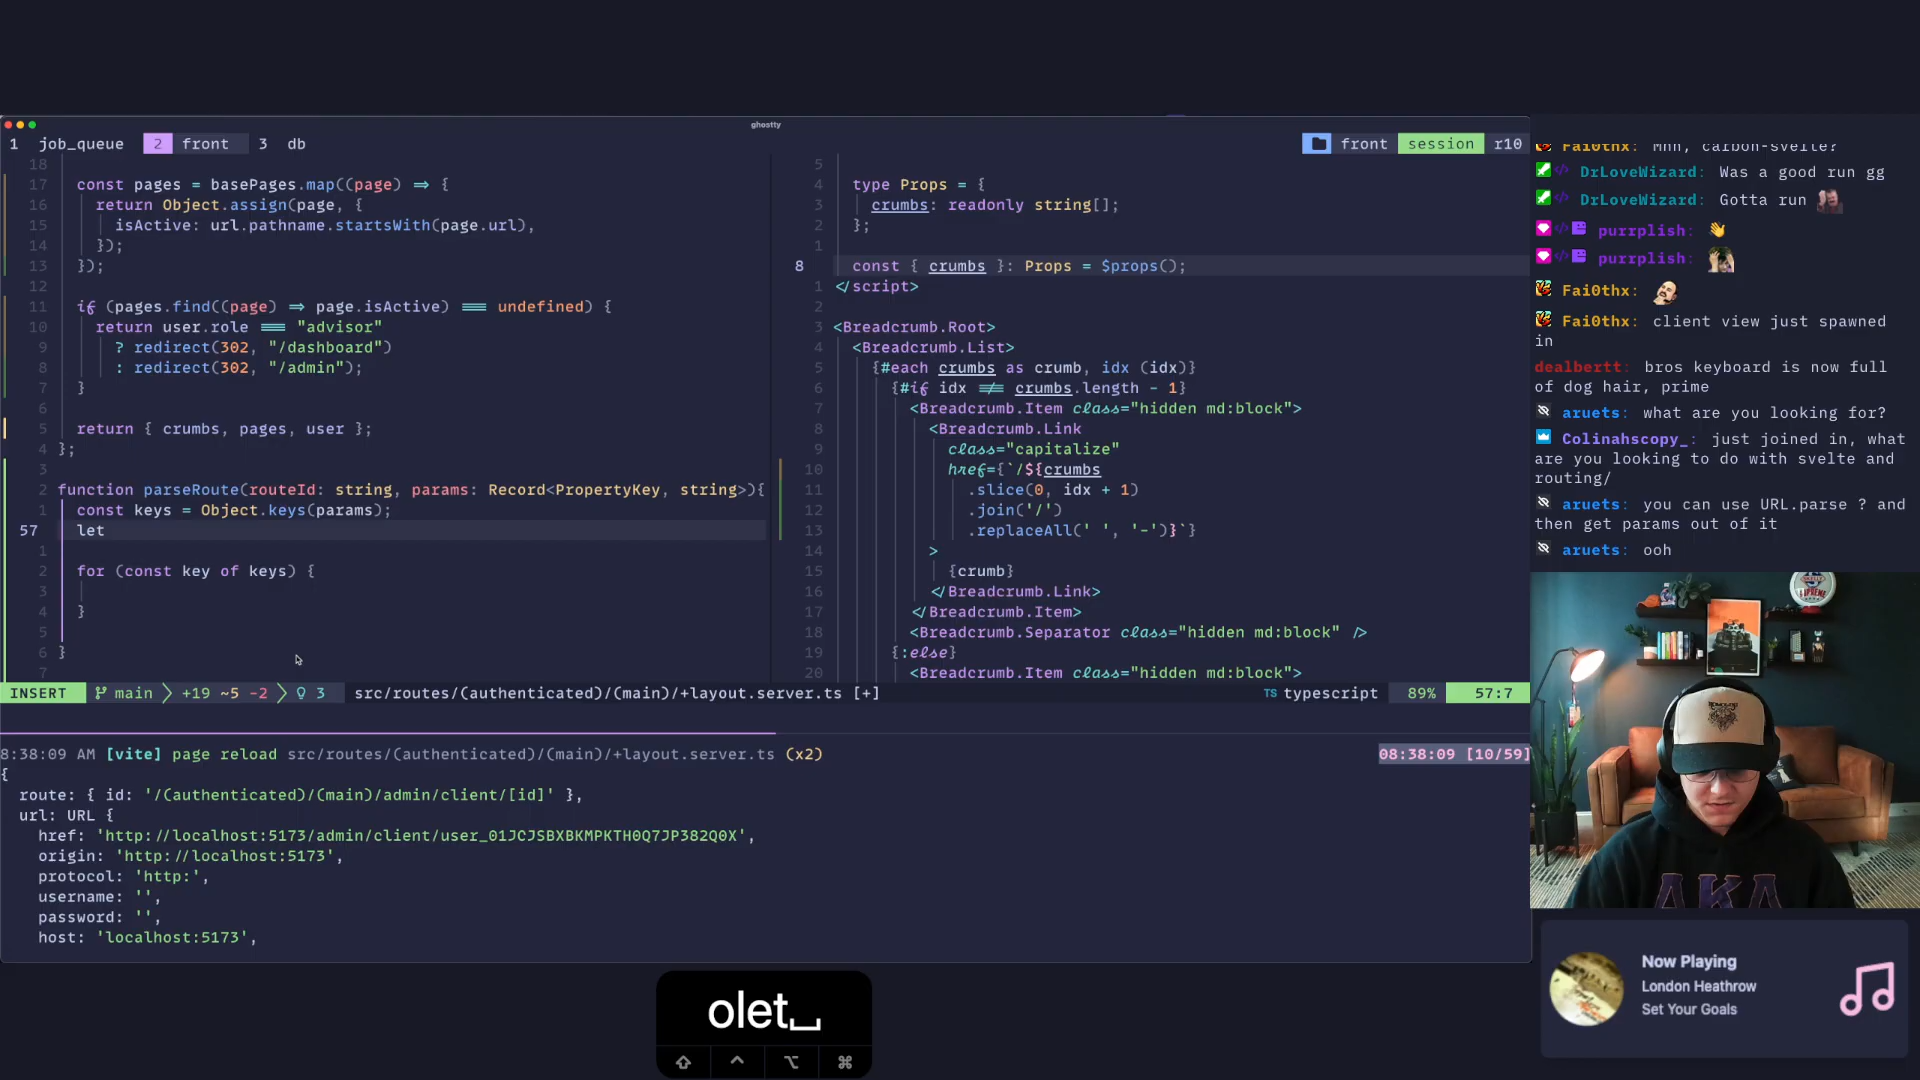 ghostty
1 job_queue 2 front 3 db
front session r10
18
17 const pages = basePages.map((page) => {
16 return Object.assign(page, {
15 isActive: url.pathname.startsWith(page.url),
14 });
13 });
12
11 if (pages.find((page) => page.isActive) === undefined) {
10 return user.role === "advisor"
9 ? redirect(302, "/dashboard")
8 : redirect(302, "/admin");
7 }
6
5 return { crumbs, pages, user };
4 };
3
2 function parseRoute(routeId: string, params: Record<PropertyKey, string>){
1 const keys = Object.keys(params);
57 let
1
2 for (const key of keys) {
3
4 }
5
6 }
7
5
4 type Props = {
3 crumbs: readonly string[];
2 };
1
8 const { crumbs }: Props = $props();
1 </script>
2
3 <Breadcrumb.Root>
4 <Breadcrumb.List>
5 {#each crumbs as crumb, idx (idx)}
6 {#if idx !== crumbs.length - 1}
7 <Breadcrumb.Item class="hidden md:block">
8 <Breadcrumb.Link
9 class="capitalize"
10 href={`/${crumbs
11 .slice(0, idx + 1)
12 .join('/')
13 .replaceAll(' ', '-')}`}
14 >
15 {crumb}
16 </Breadcrumb.Link>
17 </Breadcrumb.Item>
18 <Breadcrumb.Separator class="hidden md:block" />
19 {:else}
20 <Breadcrumb.Item class="hidden md:block">
INSERT main +19 ~5 -2 3 src/routes/(authenticated)/(main)/+layout.server.ts [+] TS typescript 89% 57:7
8:38:09 AM [vite] page reload src/routes/(authenticated)/(main)/+layout.server.ts (x2)
08:38:09 [10/59]
{
route: { id: '/(authenticated)/(main)/admin/client/[id]' },
url: URL {
href: 'http://localhost:5173/admin/client/user_01JCJSBXBKMPKTH0Q7JP382Q0X',
origin: 'http://localhost:5173',
protocol: 'http:',
username: '',
password: '',
host: 'localhost:5173',
Fai0thx: Mhh, carbon-svelte?
DrLoveWizard: Was a good run gg
DrLoveWizard: Gotta run
purrplish:
purrplish:
Fai0thx:
Fai0thx: client view just spawned
in
dealbertt: bros keyboard is now full
of dog hair, prime
aruets: what are you looking for?
Colinahscopy_: just joined in, what
are you looking to do with svelte and
routing/
aruets: you can use URL.parse ? and
then get params out of it
aruets: ooh
ΑΚΛ
olet⎵
Now Playing
London Heathrow
Set Your Goals